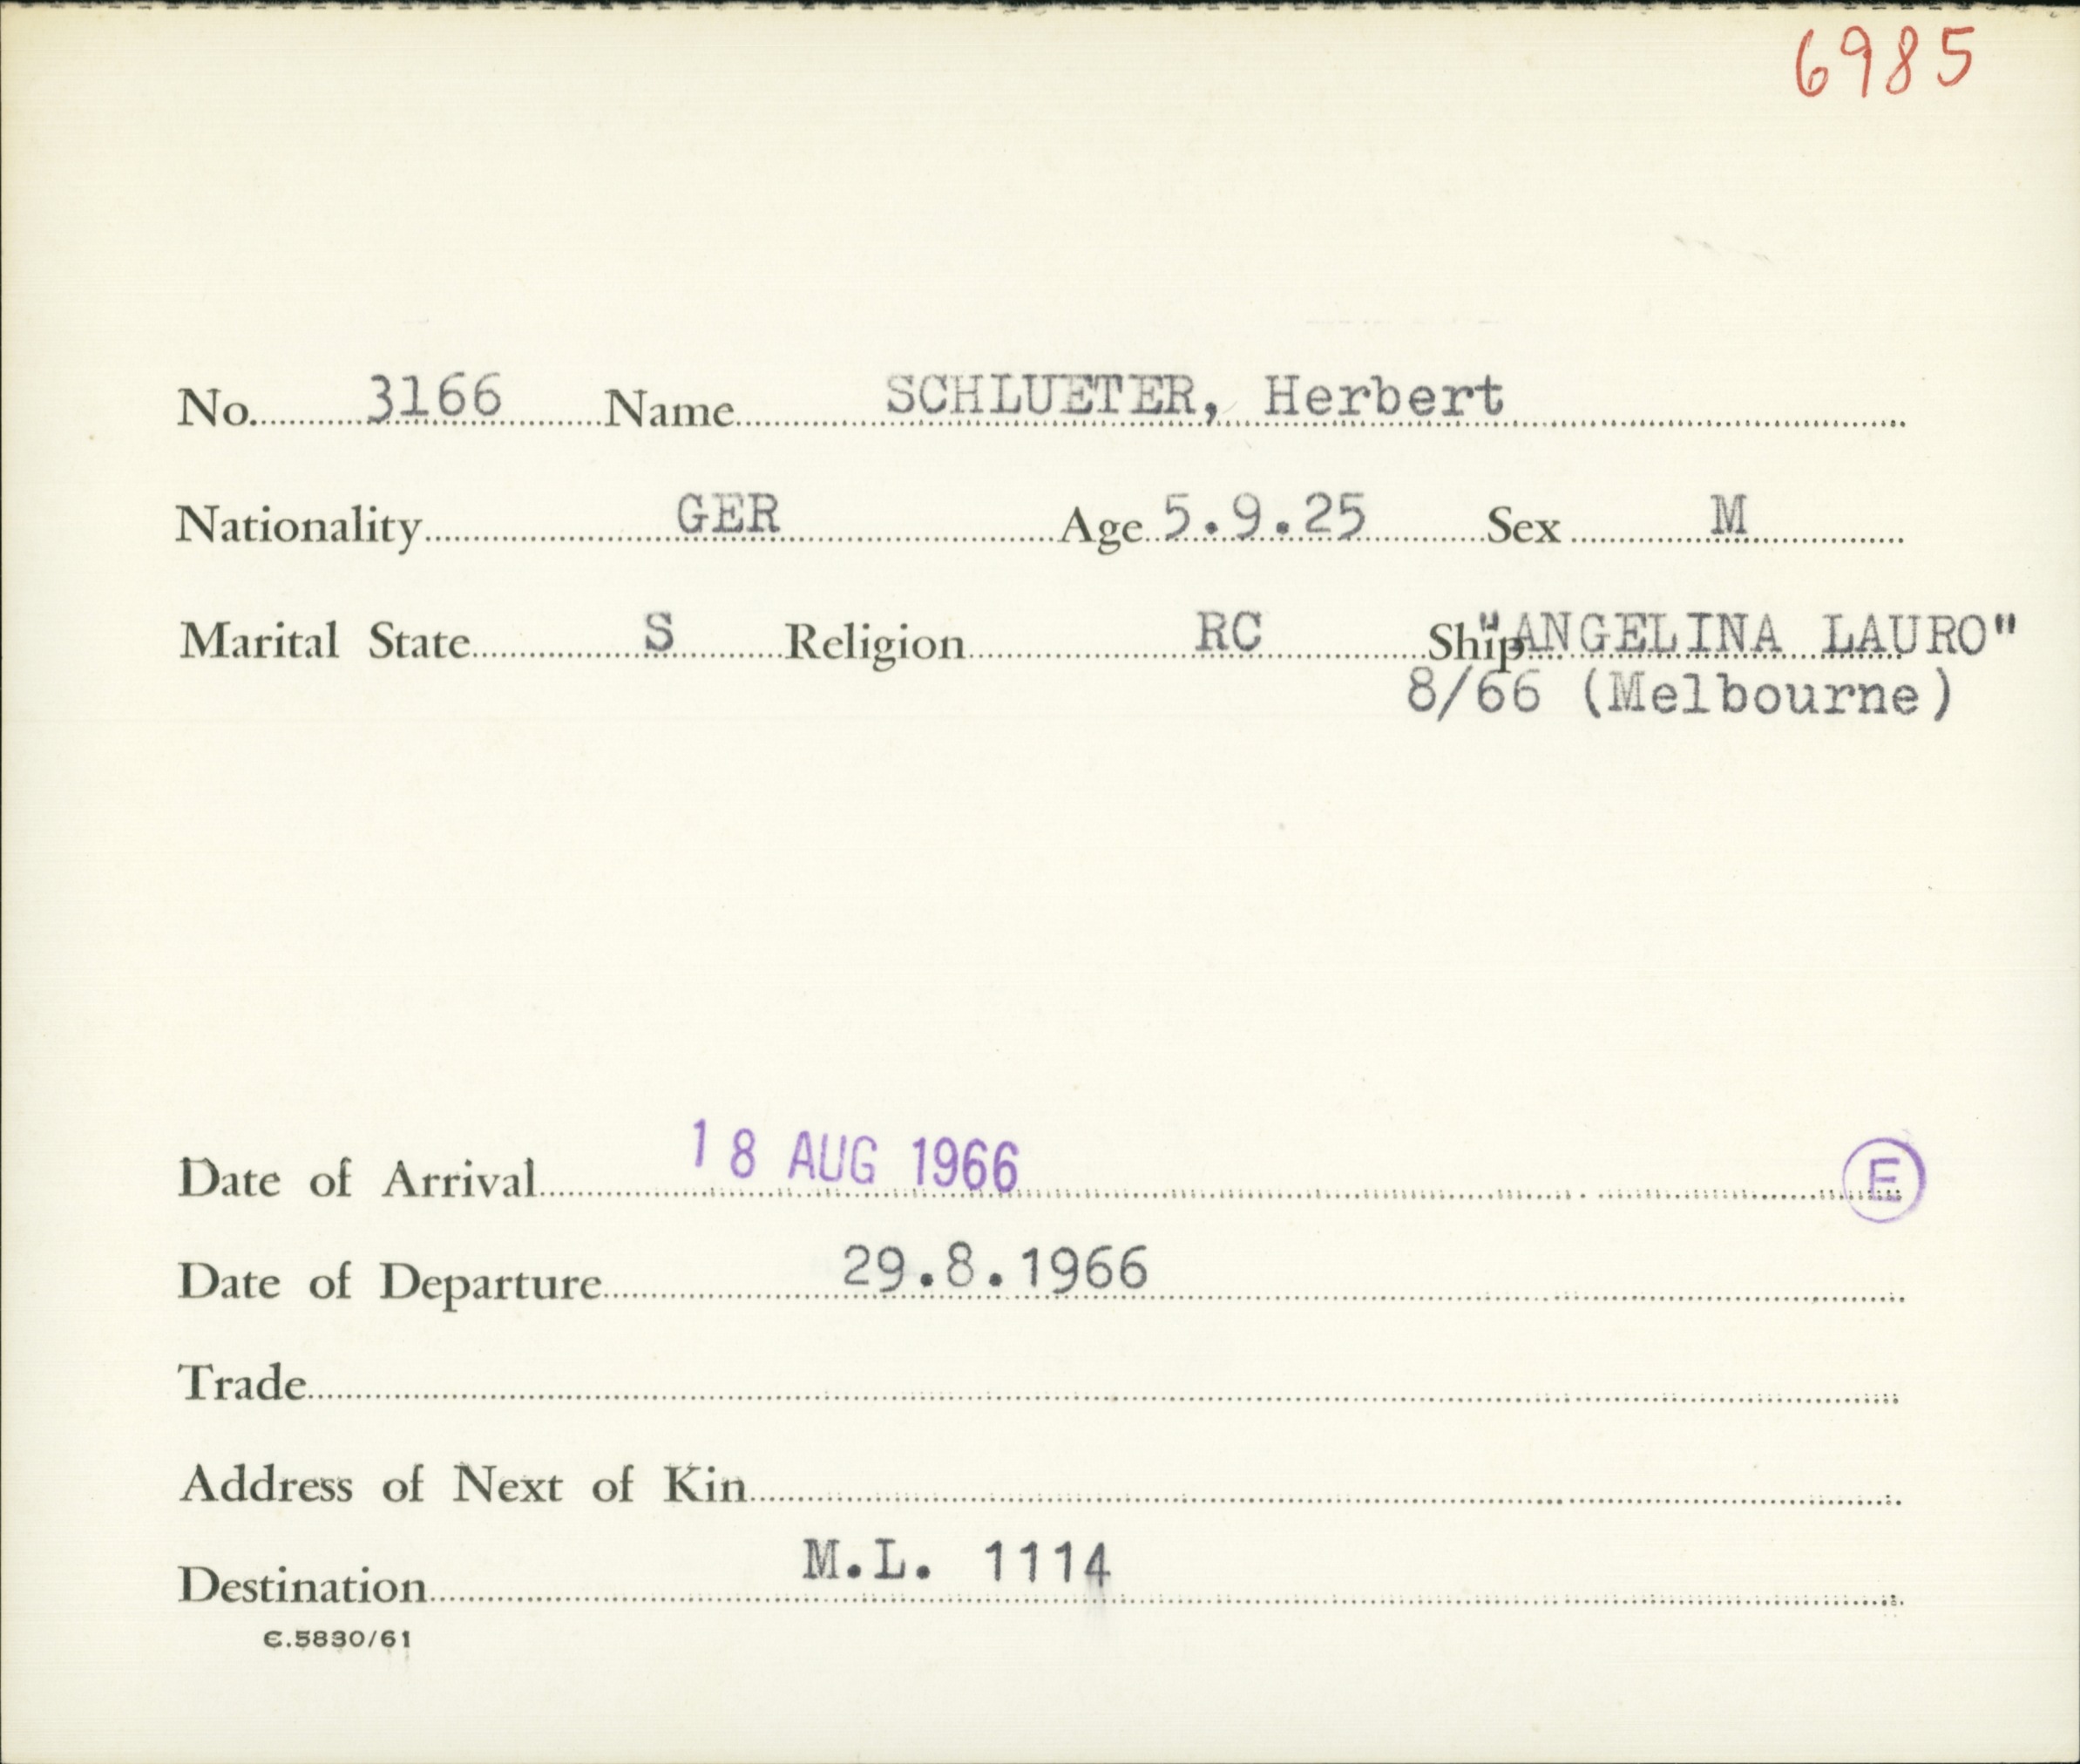 6985
No. 3166 Name SCHLUETER, Herbert
Nationality GER Age 5.9.25 Sex M
Marital State S Religion RC Ship "ANGELINA LAURO"
8/66 (Melbourne)
Date of Arrival 18 AUG 1966 E
Date of Departure 29.8.1966
Trade
Address of Next of Kin
Destination M.L. 1114
C.5830/61